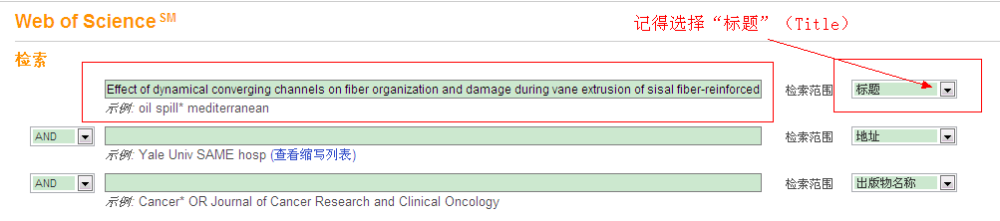 Web of Science SM
记得选择“标题”（Title）
检索
Effect of dynamical converging channels on fiber organization and damage during vane extrusion of sisal fiber-reinforced 检索范围 标题
示例: oil spill* mediterranean
AND 检索范围 地址
示例: Yale Univ SAME hosp (查看缩写列表)
AND 检索范围 出版物名称
示例: Cancer* OR Journal of Cancer Research and Clinical Oncology